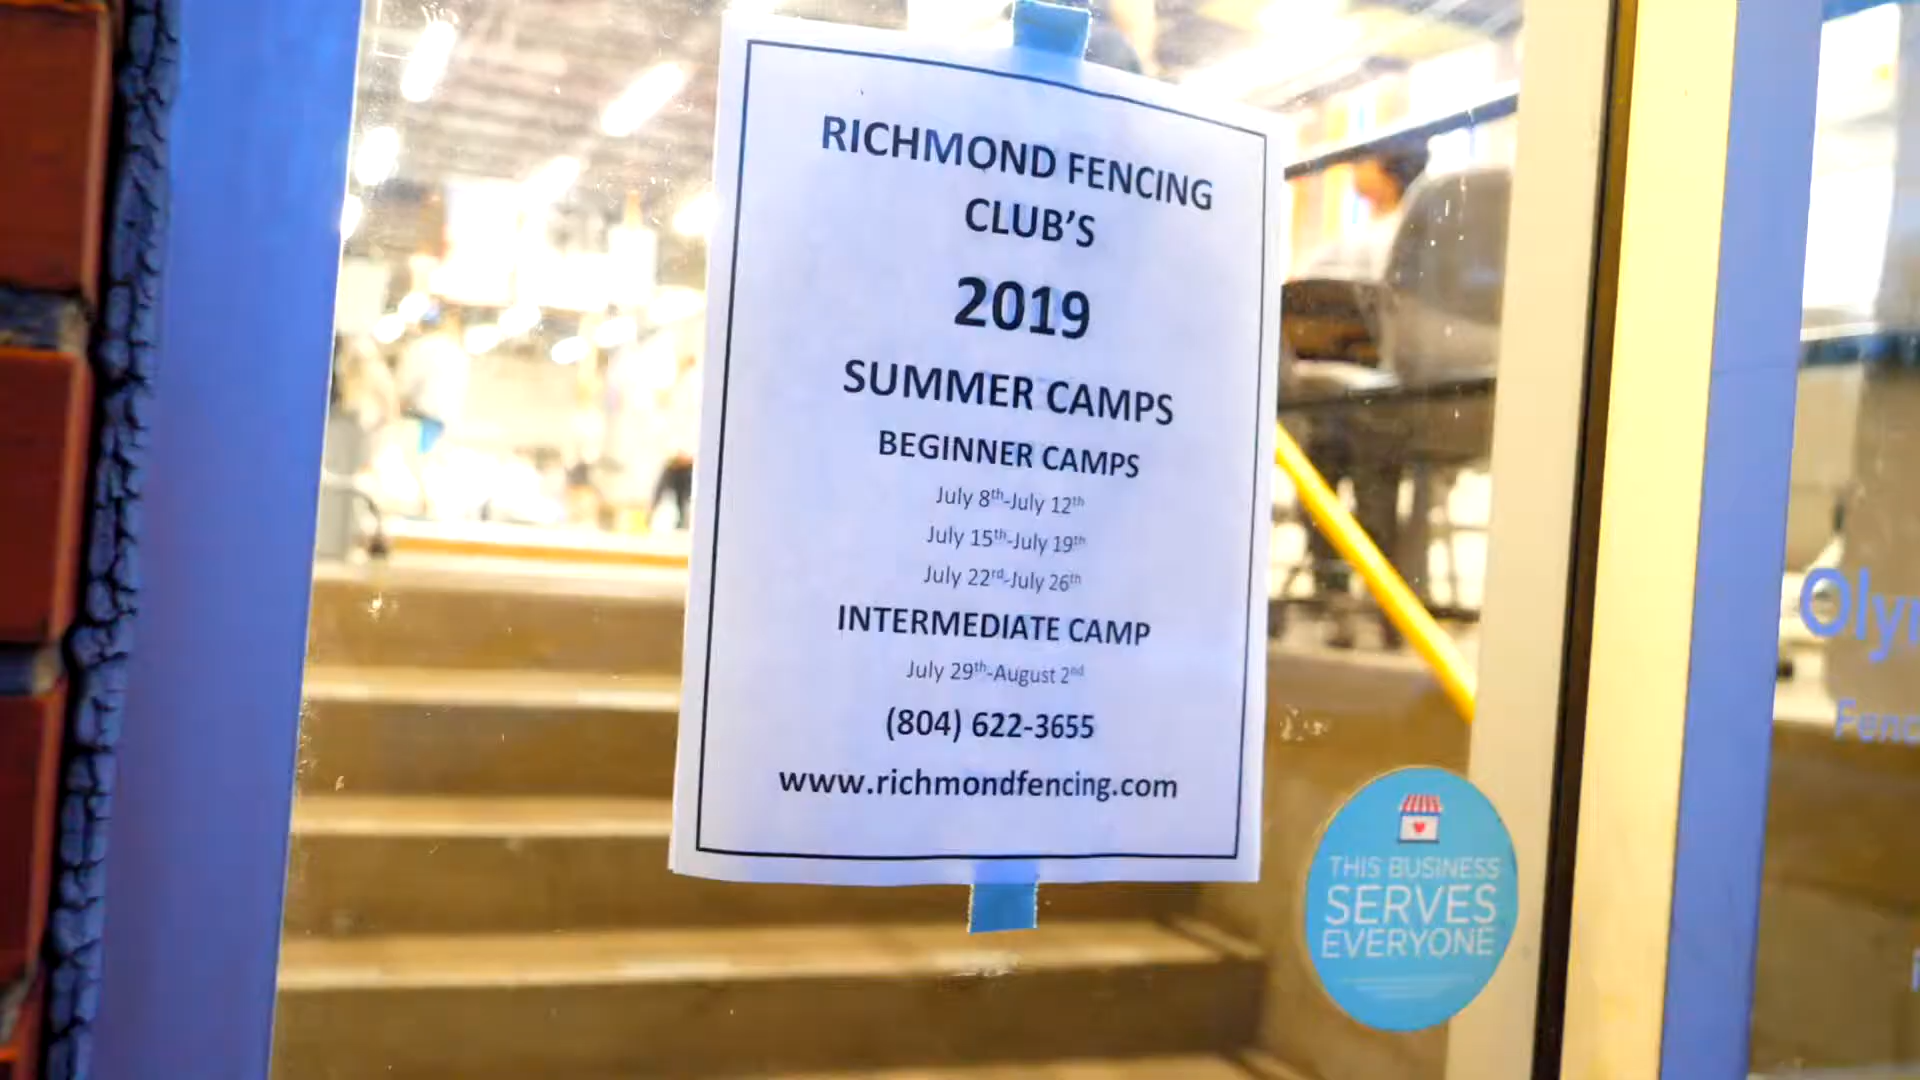 RICHMOND FENCING
CLUB'S
2019
SUMMER CAMPS
BEGINNER CAMPS
July 8th-July 12th
July 15th-July 19th
July 22rd-July 26th
INTERMEDIATE CAMP
July 29th-August 2nd
(804) 622-3655
www.richmondfencing.com
THIS BUSINESS
SERVES
EVERYONE